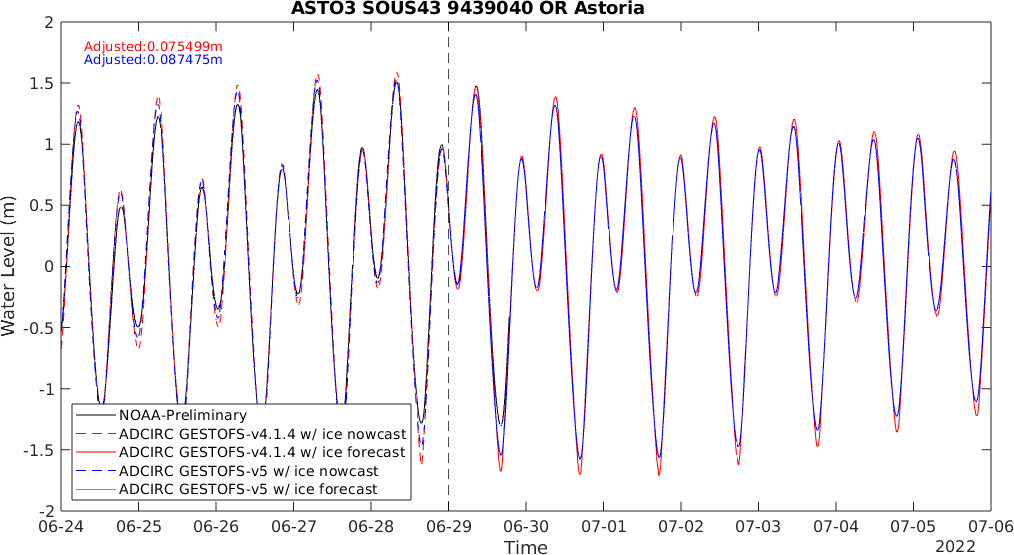 ASTO3 SOUS43 9439040 OR Astoria
Adjusted:0.075499m
Adjusted:0.087475m
2
1.5
1
0.5
0
-0.5
-1
-1.5
-2
Water Level (m)
NOAA-Preliminary
ADCIRC GESTOFS-v4.1.4 w/ ice nowcast
ADCIRC GESTOFS-v4.1.4 w/ ice forecast
ADCIRC GESTOFS-v5 w/ ice nowcast
ADCIRC GESTOFS-v5 w/ ice forecast
06-24 06-25 06-26 06-27 06-28 06-29 06-30 07-01 07-02 07-03 07-04 07-05 07-06
Time
2022